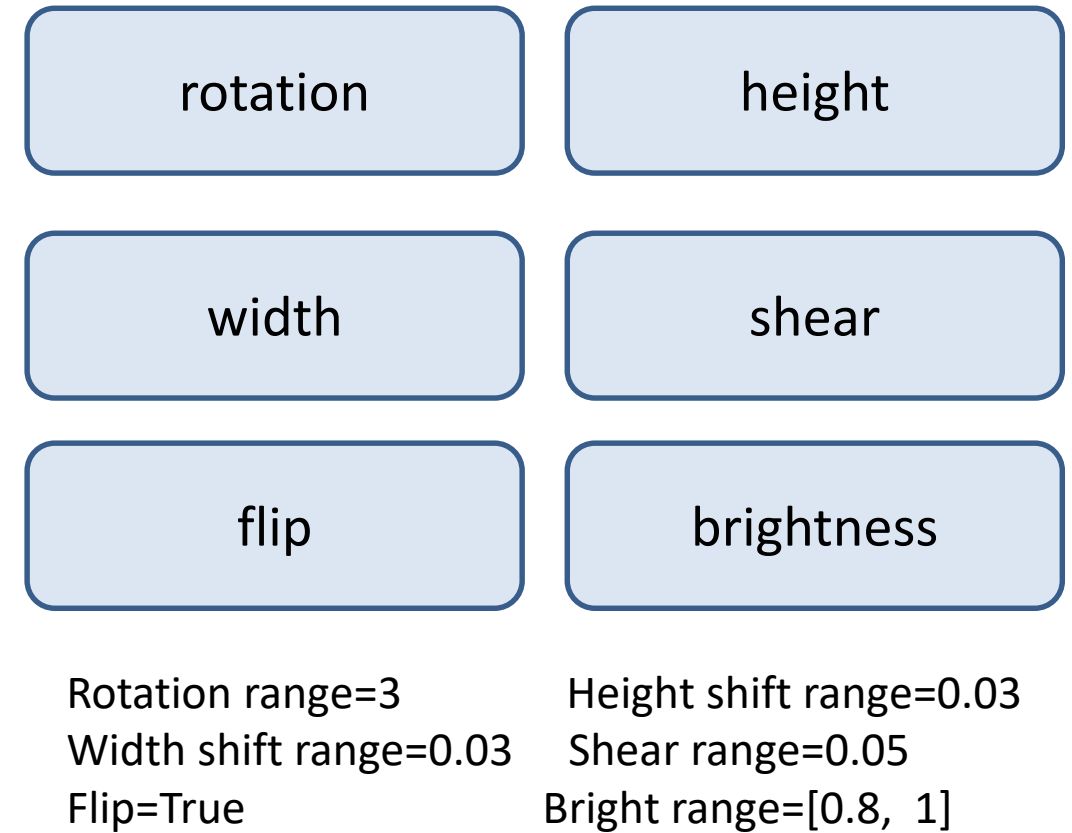 rotation
height
width
shear
flip
brightness
Rotation range=3
Height shift range=0.03
Width shift range=0.03
Shear range=0.05
Flip=True
Bright range=[0.8, 1]